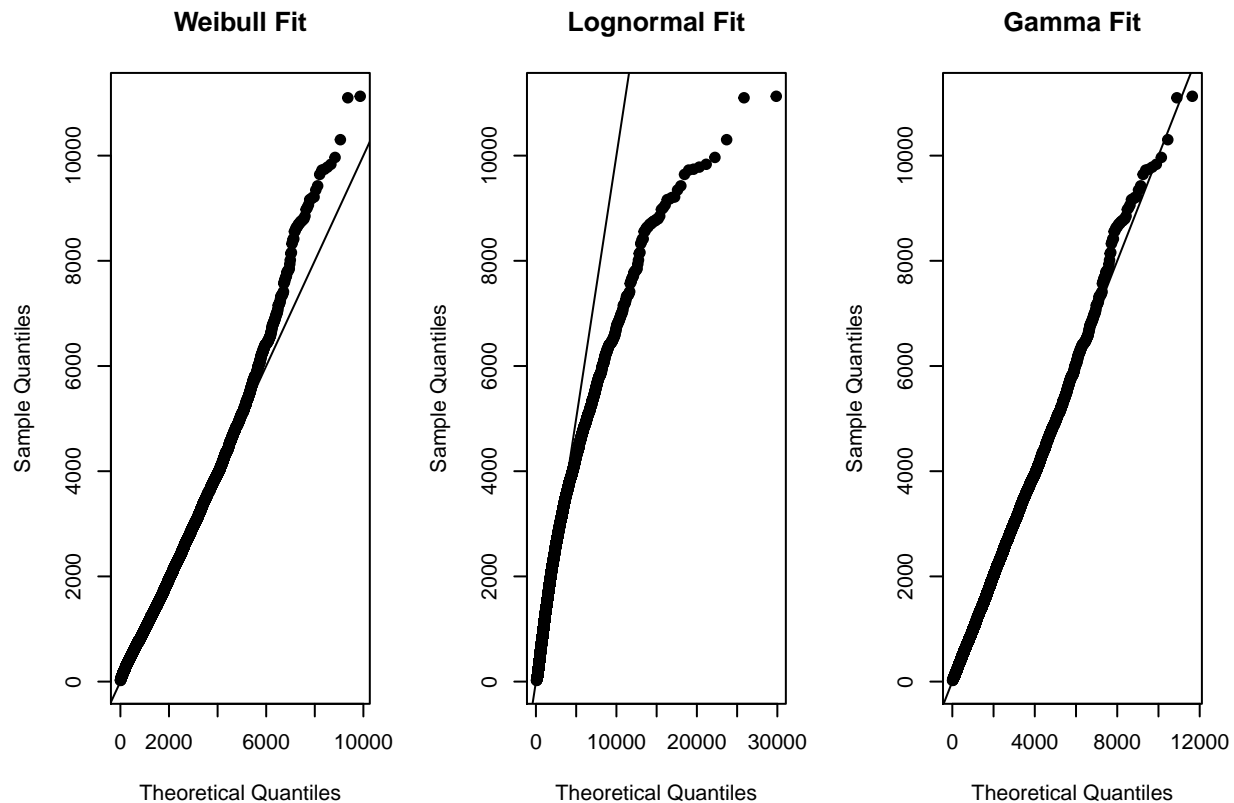 Weibull Fit
Sample Quantiles
10000
8000
6000
4000
2000
0
0 2000 6000 10000
Theoretical Quantiles
Lognormal Fit
Sample Quantiles
10000
8000
6000
4000
2000
0
0 10000 20000 30000
Theoretical Quantiles
Gamma Fit
Sample Quantiles
10000
8000
6000
4000
2000
0
0 4000 8000 12000
Theoretical Quantiles